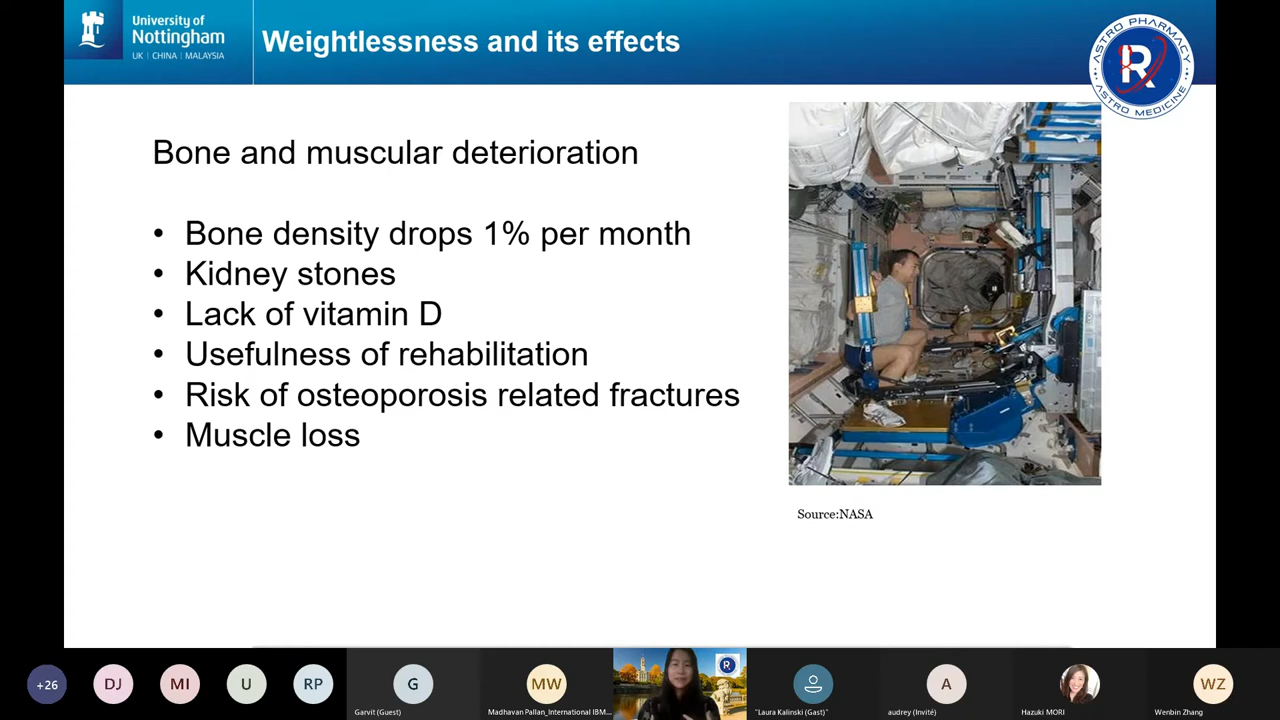 University of
Nottingham
UK | CHINA | MALAYSIA
Weightlessness and its effects
ASTRO PHARMACY
R
ASTRO MEDICINE
Bone and muscular deterioration
• Bone density drops 1% per month
• Kidney stones
• Lack of vitamin D
• Usefulness of rehabilitation
• Risk of osteoporosis related fractures
• Muscle loss
Source:NASA
+26
DJ
MI
U
RP
G
MW
R
A
WZ
Garvit (Guest)
Madhavan Pallan_International IBM...
"Laura Kalinski (Gast)"
audrey (Invité)
Hazuki MORI
Wenbin Zhang